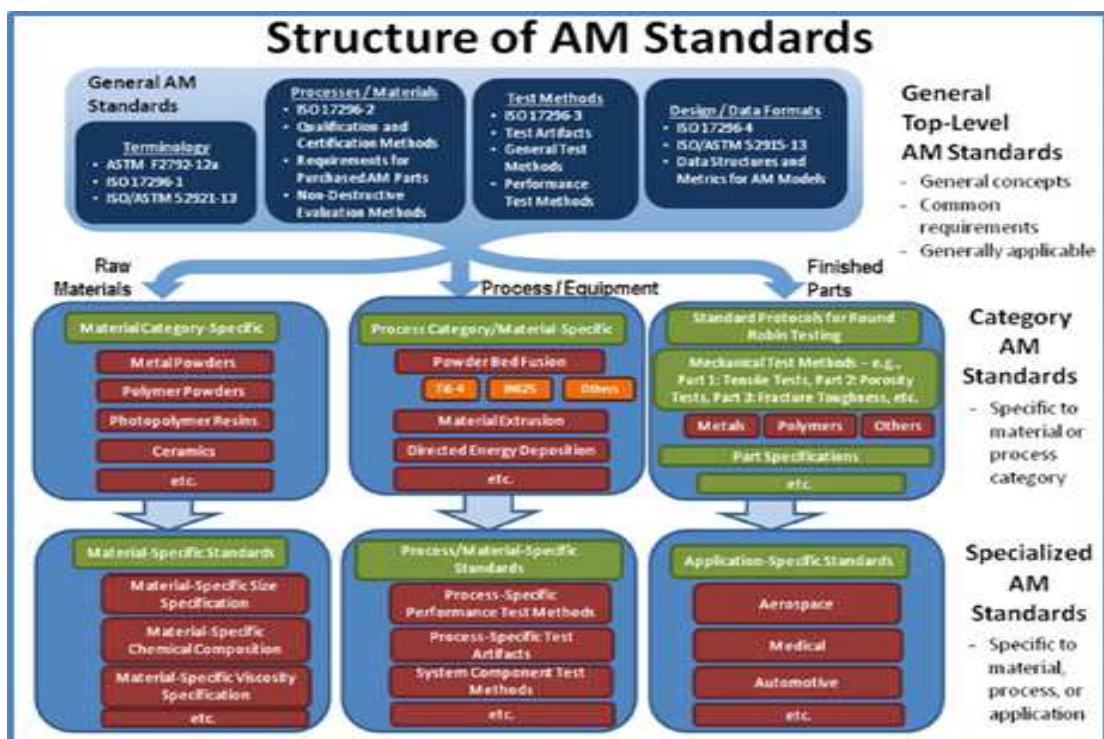 Structure of AM Standards
General AM
Standards
Terminology
• ASTM F2792-12a
• ISO 17296-1
• ISO/ASTM 52921-13
Processes / Materials
• ISO 17296-2
• Qualification and
Certification Methods
• Requirements for
Purchased AM Parts
• Non-Destructive
Evaluation Methods
Test Methods
• ISO 17296-3
• Test Artifacts
• General Test
Methods
• Performance
Test Methods
Design / Data Formats
• ISO 17296-4
• ISO/ASTM 52915-13
• Data Structures and
Metrics for AM Models
General
Top-Level
AM Standards
- General concepts
- Common
requirements
- Generally applicable
Raw
Materials
Process / Equipment
Finished
Parts
Material Category-Specific
Metal Powders
Polymer Powders
Photopolymer Resins
Ceramics
etc.
Process Category/Material-Specific
Powder Bed Fusion
Others
Material Extrusion
Directed Energy Deposition
etc.
Standard Protocols for Round
Robin Testing
Mechanical Test Methods – e.g.,
Part 1: Tensile Tests, Part 2: Porosity
Tests, Part 3: Fracture Toughness, etc.
Metals
Polymers
Others
Part Specifications
etc.
Category
AM
Standards
- Specific to
material or
process
category
Material-Specific Standards
Material-Specific Size
Specification
Material-Specific
Chemical Composition
Material-Specific Viscosity
Specification
etc.
Process/Material-Specific
Standards
Process-Specific
Performance Test Methods
Process-Specific Test
Artifacts
System Component Test
Methods
etc.
Application-Specific Standards
Aerospace
Medical
Automotive
etc.
Specialized
AM
Standards
- Specific to
material,
process, or
application